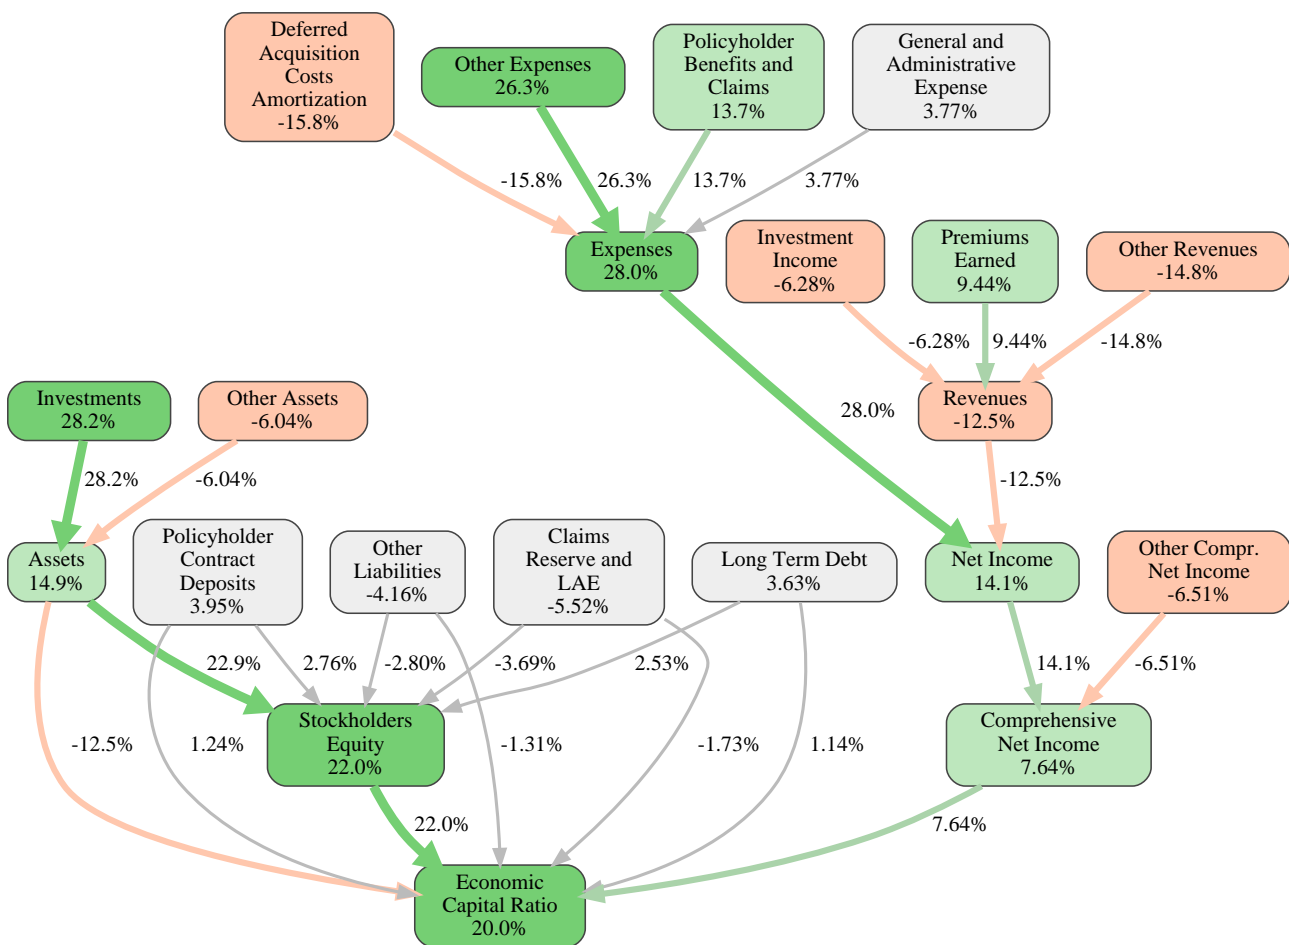 Deferred
Acquisition
Costs
Amortization
-15.8%
Other Expenses
26.3%
Policyholder
Benefits and
Claims
13.7%
General and
Administrative
Expense
3.77%
-15.8%
26.3%
13.7%
3.77%
Expenses
28.0%
Investment
Income
-6.28%
Premiums
Earned
9.44%
Other Revenues
-14.8%
-6.28%
9.44%
-14.8%
Investments
28.2%
Other Assets
-6.04%
28.0%
Revenues
-12.5%
28.2%
-6.04%
-12.5%
Assets
14.9%
Policyholder
Contract
Deposits
3.95%
Other
Liabilities
-4.16%
Claims
Reserve and
LAE
-5.52%
Long Term Debt
3.63%
Net Income
14.1%
Other Compr.
Net Income
-6.51%
22.9%
2.76%
-2.80%
-3.69%
2.53%
14.1%
-6.51%
Stockholders
Equity
22.0%
Comprehensive
Net Income
7.64%
-12.5%
1.24%
-1.31%
-1.73%
1.14%
22.0%
7.64%
Economic
Capital Ratio
20.0%